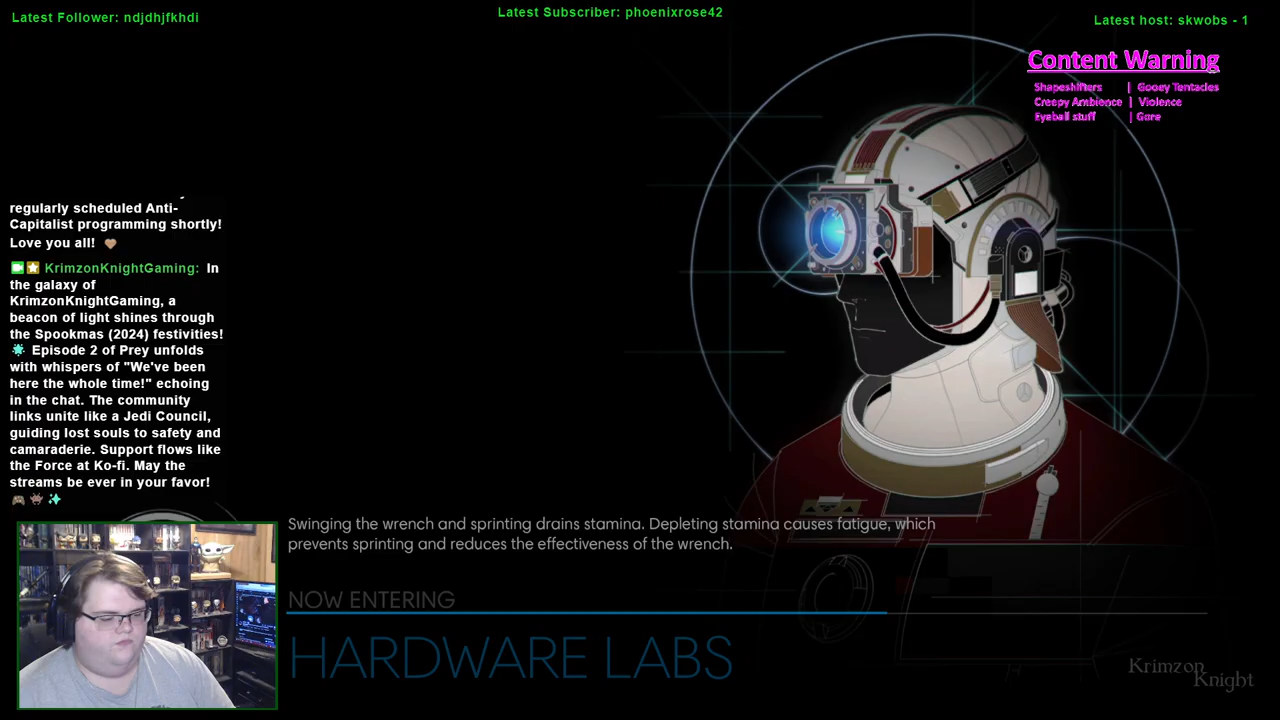 Latest Follower: ndjdhjfkhdi
Latest Subscriber: phoenixrose42
Latest host: skwobs - 1
Content Warning
Shapeshifters | Gooey Tentacles
Creepy Ambience | Violence
Eyeball stuff | Gore
regularly scheduled Anti-
Capitalist programming shortly!
Love you all!
KrimzonKnightGaming: In
the galaxy of
KrimzonKnightGaming, a
beacon of light shines through
the Spookmas (2024) festivities!
Episode 2 of Prey unfolds
with whispers of "We've been
here the whole time!" echoing
in the chat. The community
links unite like a Jedi Council,
guiding lost souls to safety and
camaraderie. Support flows like
the Force at Ko-fi. May the
streams be ever in your favor!
Swinging the wrench and sprinting drains stamina. Depleting stamina causes fatigue, which
prevents sprinting and reduces the effectiveness of the wrench.
NOW ENTERING
HARDWARE LABS
Krimzon
Knight